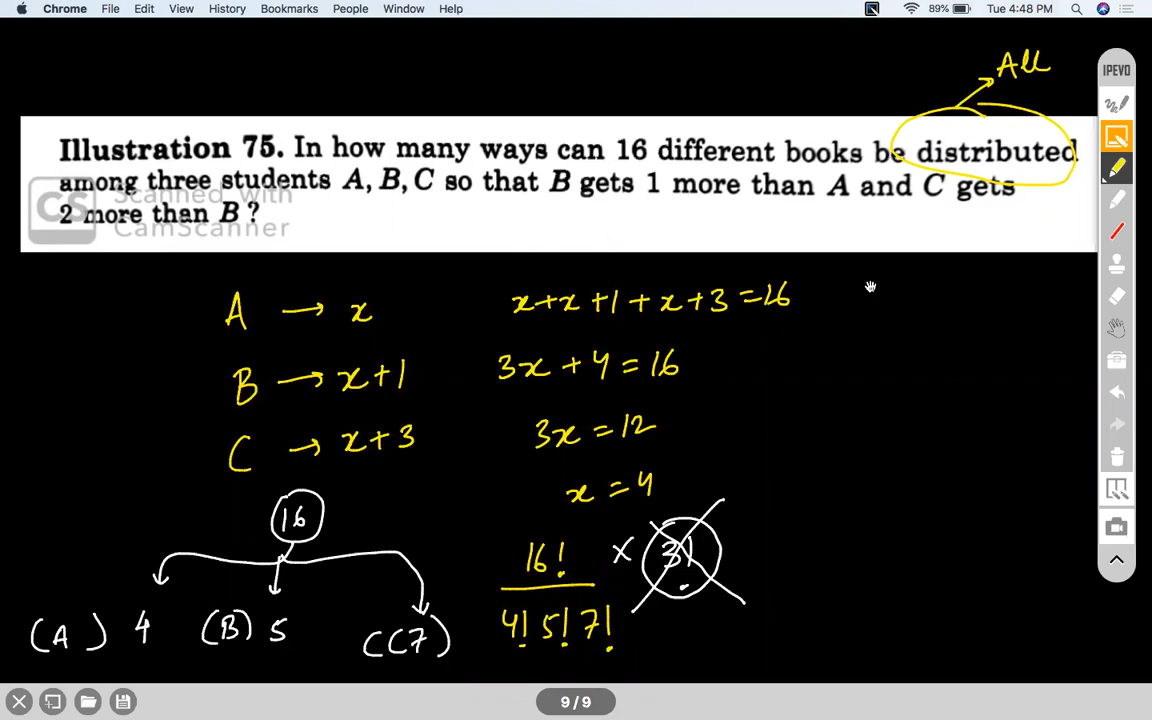 Chrome File Edit View History Bookmarks People Window Help 89% Tue 4:48 PM
All
IPEVO
Illustration 75. In how many ways can 16 different books be distributed
among three students A, B, C so that B gets 1 more than A and C gets
2 more than B ?
CS Scanned with
CamScanner
A → x
x+x+1+x+3=16
B → x+1
3x+4=16
C → x+3
3x=12
x=4
16
16! × 3!
4! 5! 7!
(A) 4 (B) 5 (C(7)
9 / 9